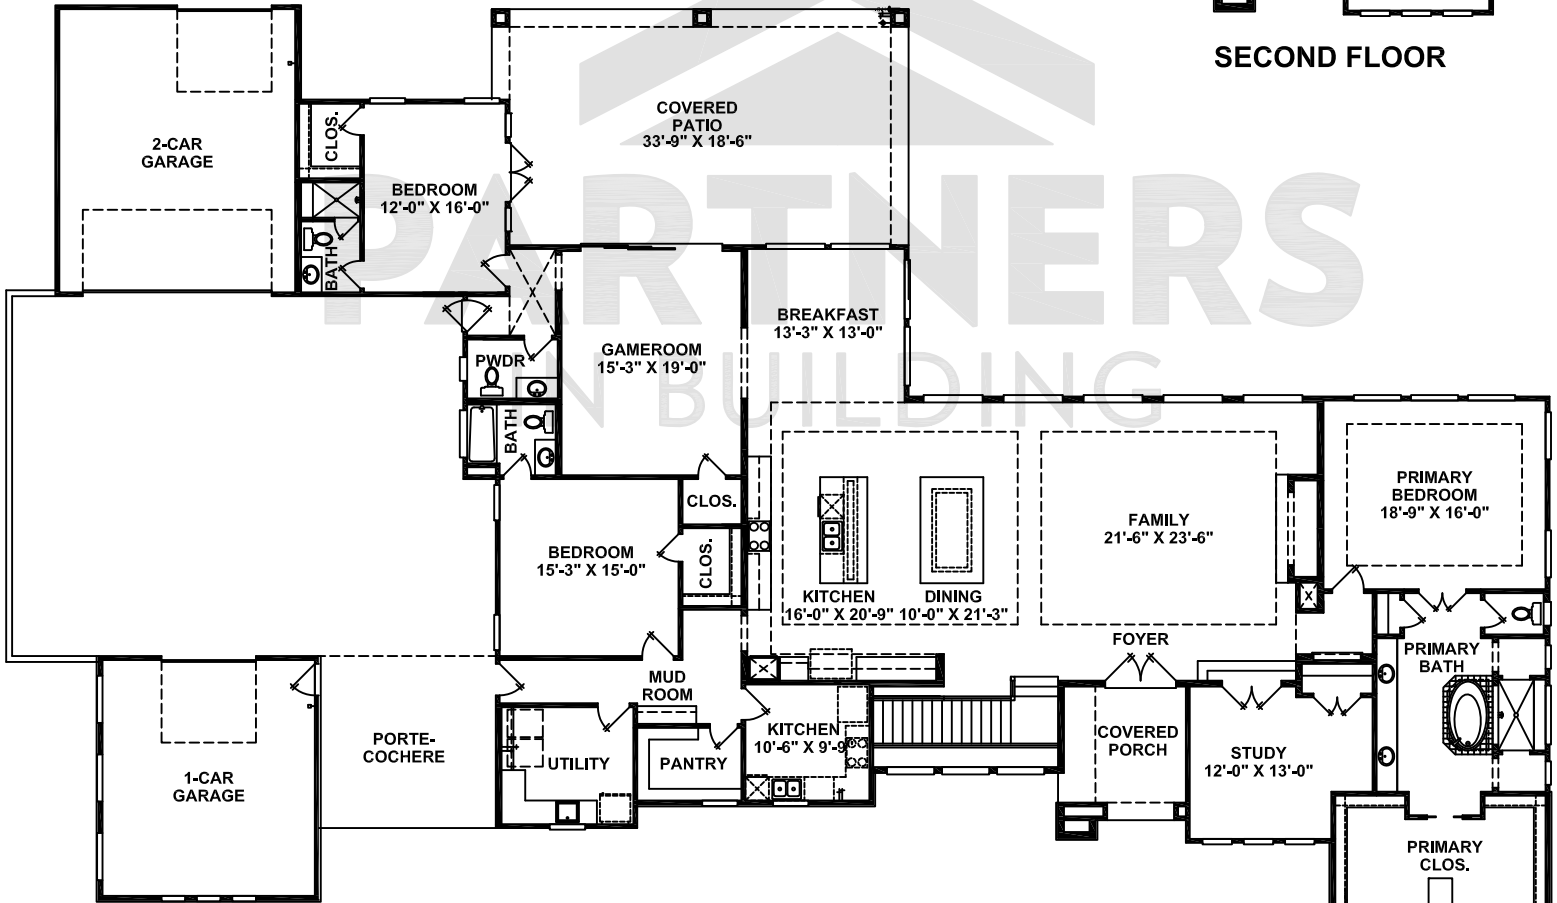 SECOND FLOOR
2-CAR
GARAGE
CLOS.
COVERED
PATIO
33'-9" X 18'-6"
BEDROOM
12'-0" X 16'-0"
BATH
PARTNERS
IN BUILDING
BREAKFAST
13'-3" X 13'-0"
GAMEROOM
15'-3" X 19'-0"
PWDR
BATH
CLOS.
BEDROOM
15'-3" X 15'-0"
CLOS.
KITCHEN
16'-0" X 20'-9"
DINING
10'-0" X 21'-3"
FAMILY
21'-6" X 23'-6"
PRIMARY
BEDROOM
18'-9" X 16'-0"
FOYER
PRIMARY
BATH
MUD
ROOM
PORTE-
COCHERE
1-CAR
GARAGE
UTILITY
PANTRY
KITCHEN
10'-6" X 9'-9"
COVERED
PORCH
STUDY
12'-0" X 13'-0"
PRIMARY
CLOS.